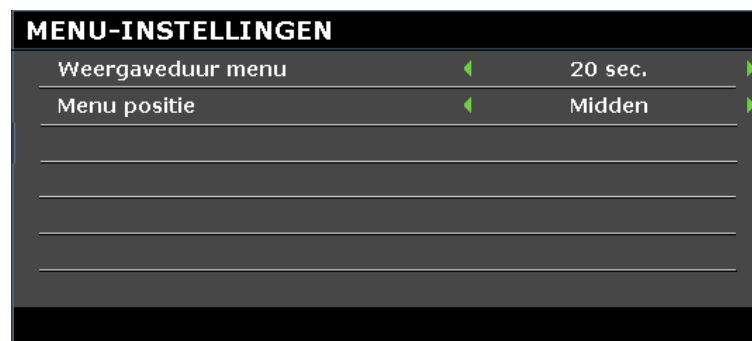 MENU-INSTELLINGEN
Weergaveduur menu 20 sec.
Menu positie Midden